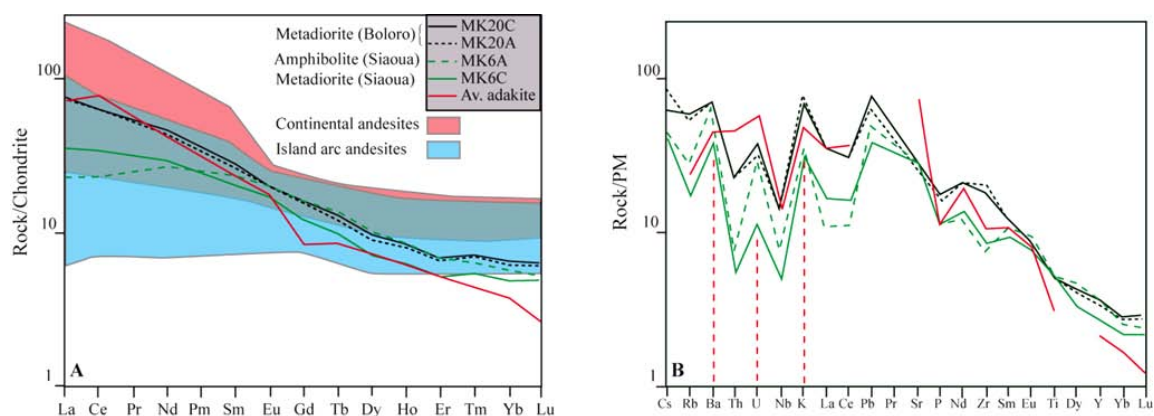 A
Metadiorite (Boloro)
MK20C
MK20A
Amphibolite (Siaoua)
MK6A
Metadiorite (Siaoua)
MK6C
Av. adakite
Continental andesites
Island arc andesites
Rock/Chondrite
100
10
1
La Ce Pr Nd Pm Sm Eu Gd Tb Dy Ho Er Tm Yb Lu
B
Rock/PM
100
10
1
Cs Rb Ba Th U Nb K La Ce Pb Pr Sr P Nd Zr Sm Eu Ti Dy Y Yb Lu